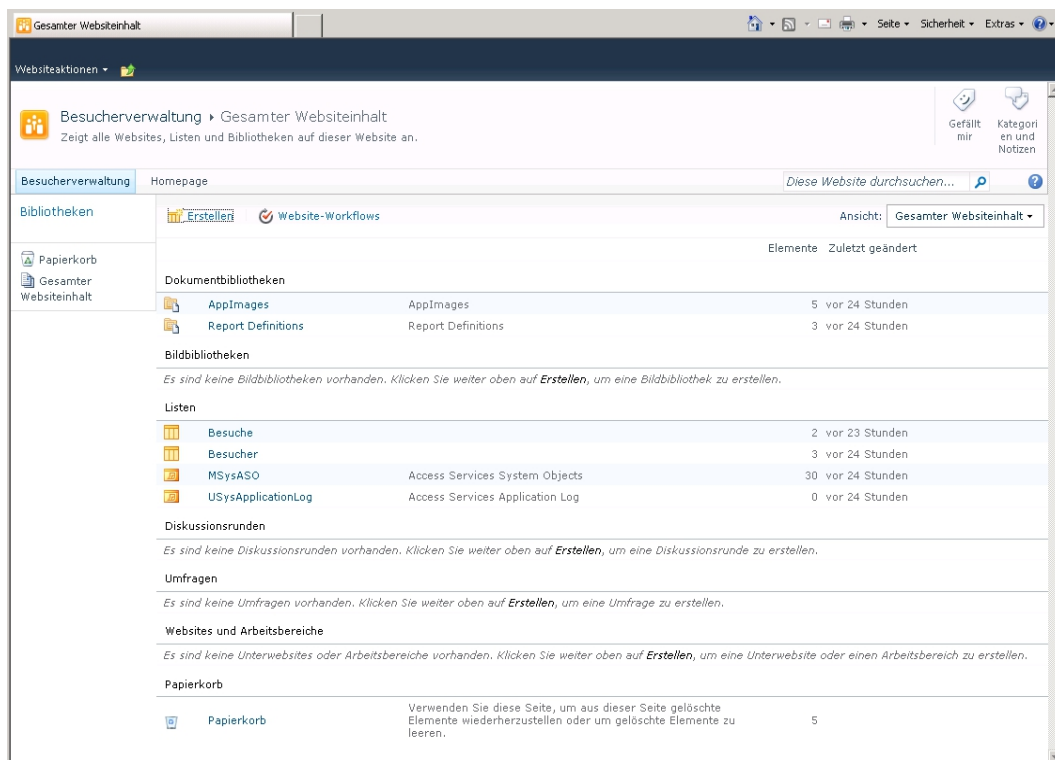 Gesamter Websiteinhalt
Seite Sicherheit Extras
Websiteaktionen
Besucherverwaltung Gesamter Websiteinhalt
Zeigt alle Websites, Listen und Bibliotheken auf dieser Website an.
Gefällt
mir
Kategori
en und
Notizen
Besucherverwaltung Homepage
Diese Website durchsuchen...
Bibliotheken
Papierkorb
Gesamter
Websiteinhalt
Erstellen Website-Workflows Ansicht: Gesamter Websiteinhalt
Elemente Zuletzt geändert
Dokumentbibliotheken
AppImages AppImages 5 vor 24 Stunden
Report Definitions Report Definitions 3 vor 24 Stunden
Bildbibliotheken
Es sind keine Bildbibliotheken vorhanden. Klicken Sie weiter oben auf Erstellen, um eine Bildbibliothek zu erstellen.
Listen
Besuche 2 vor 23 Stunden
Besucher 3 vor 24 Stunden
MSysASO Access Services System Objects 30 vor 24 Stunden
USysApplicationLog Access Services Application Log 0 vor 24 Stunden
Diskussionsrunden
Es sind keine Diskussionsrunden vorhanden. Klicken Sie weiter oben auf Erstellen, um eine Diskussionsrunde zu erstellen.
Umfragen
Es sind keine Umfragen vorhanden. Klicken Sie weiter oben auf Erstellen, um eine Umfrage zu erstellen.
Websites und Arbeitsbereiche
Es sind keine Unterwebsites oder Arbeitsbereiche vorhanden. Klicken Sie weiter oben auf Erstellen, um eine Unterwebsite oder einen Arbeitsbereich zu erstellen.
Papierkorb
Papierkorb
Verwenden Sie diese Seite, um aus dieser Seite gelöschte
Elemente wiederherzustellen oder um gelöschte Elemente zu
leeren.
5